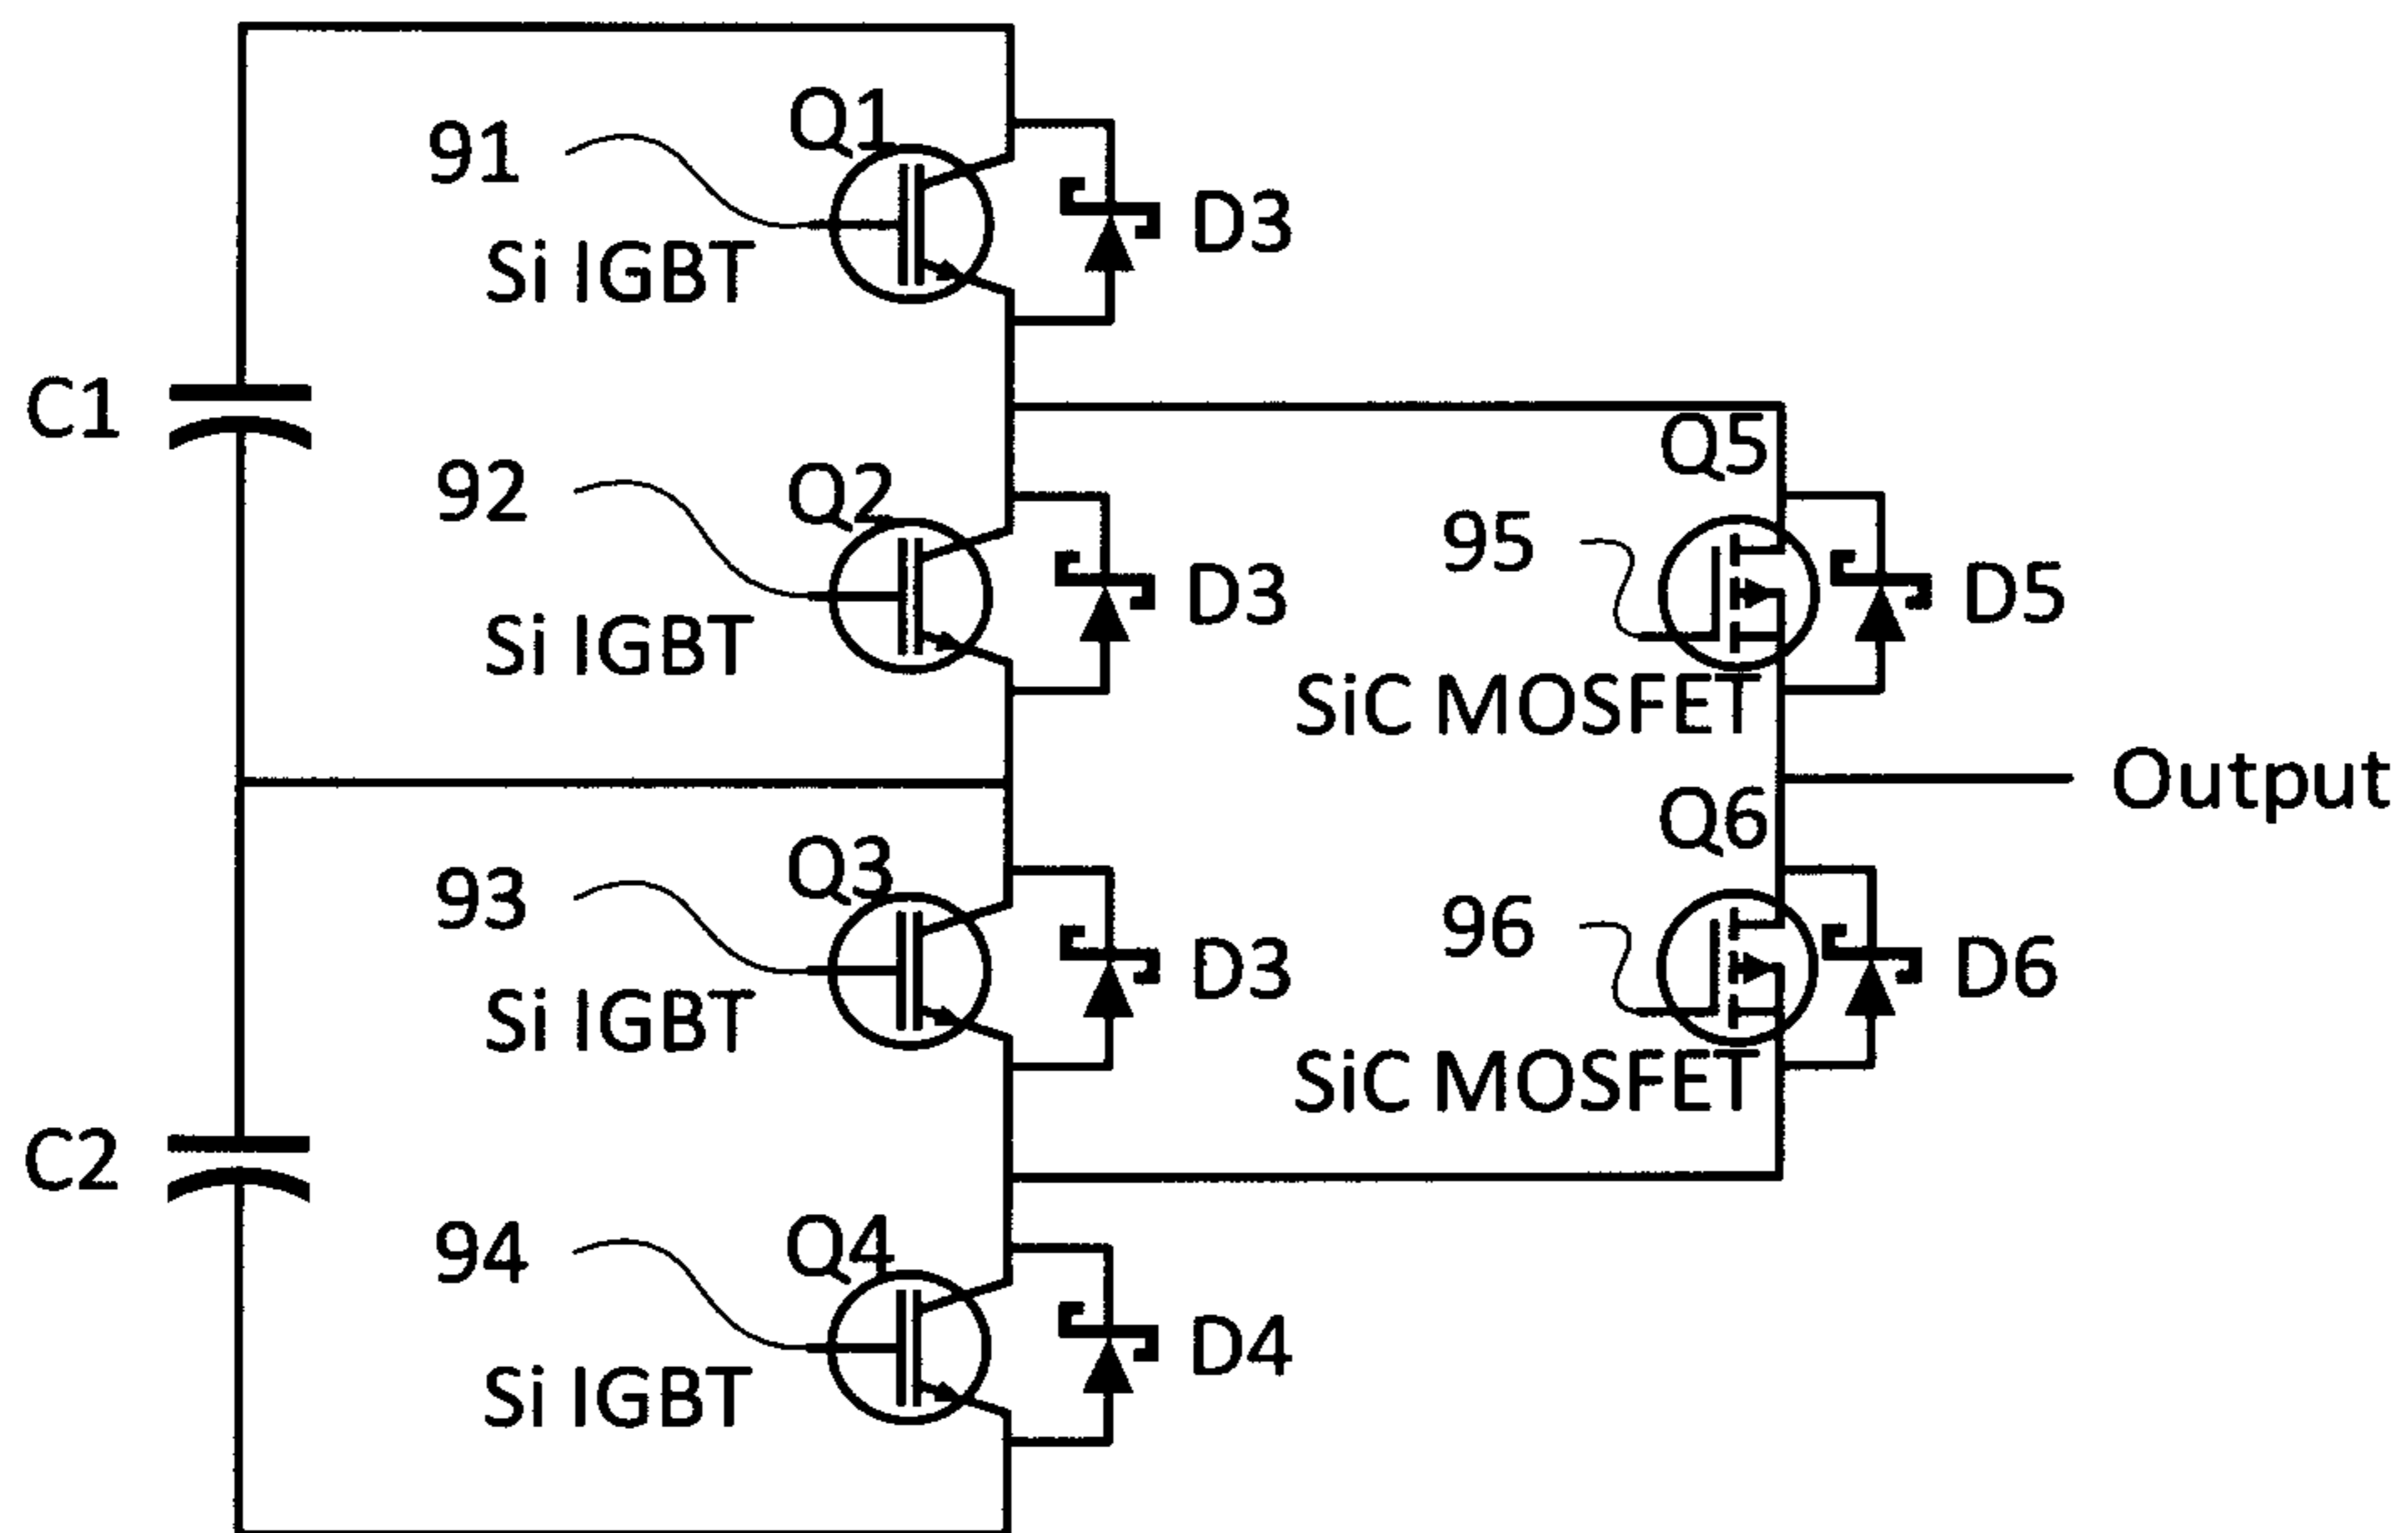 Q1
91
D3
Si IGBT
C1
Q5
92
Q2
95
D3
D5
Si IGBT
SiC MOSFET
Output
Q6
93
Q3
96
D3
D6
Si IGBT
SiC MOSFET
C2
94
Q4
D4
Si IGBT